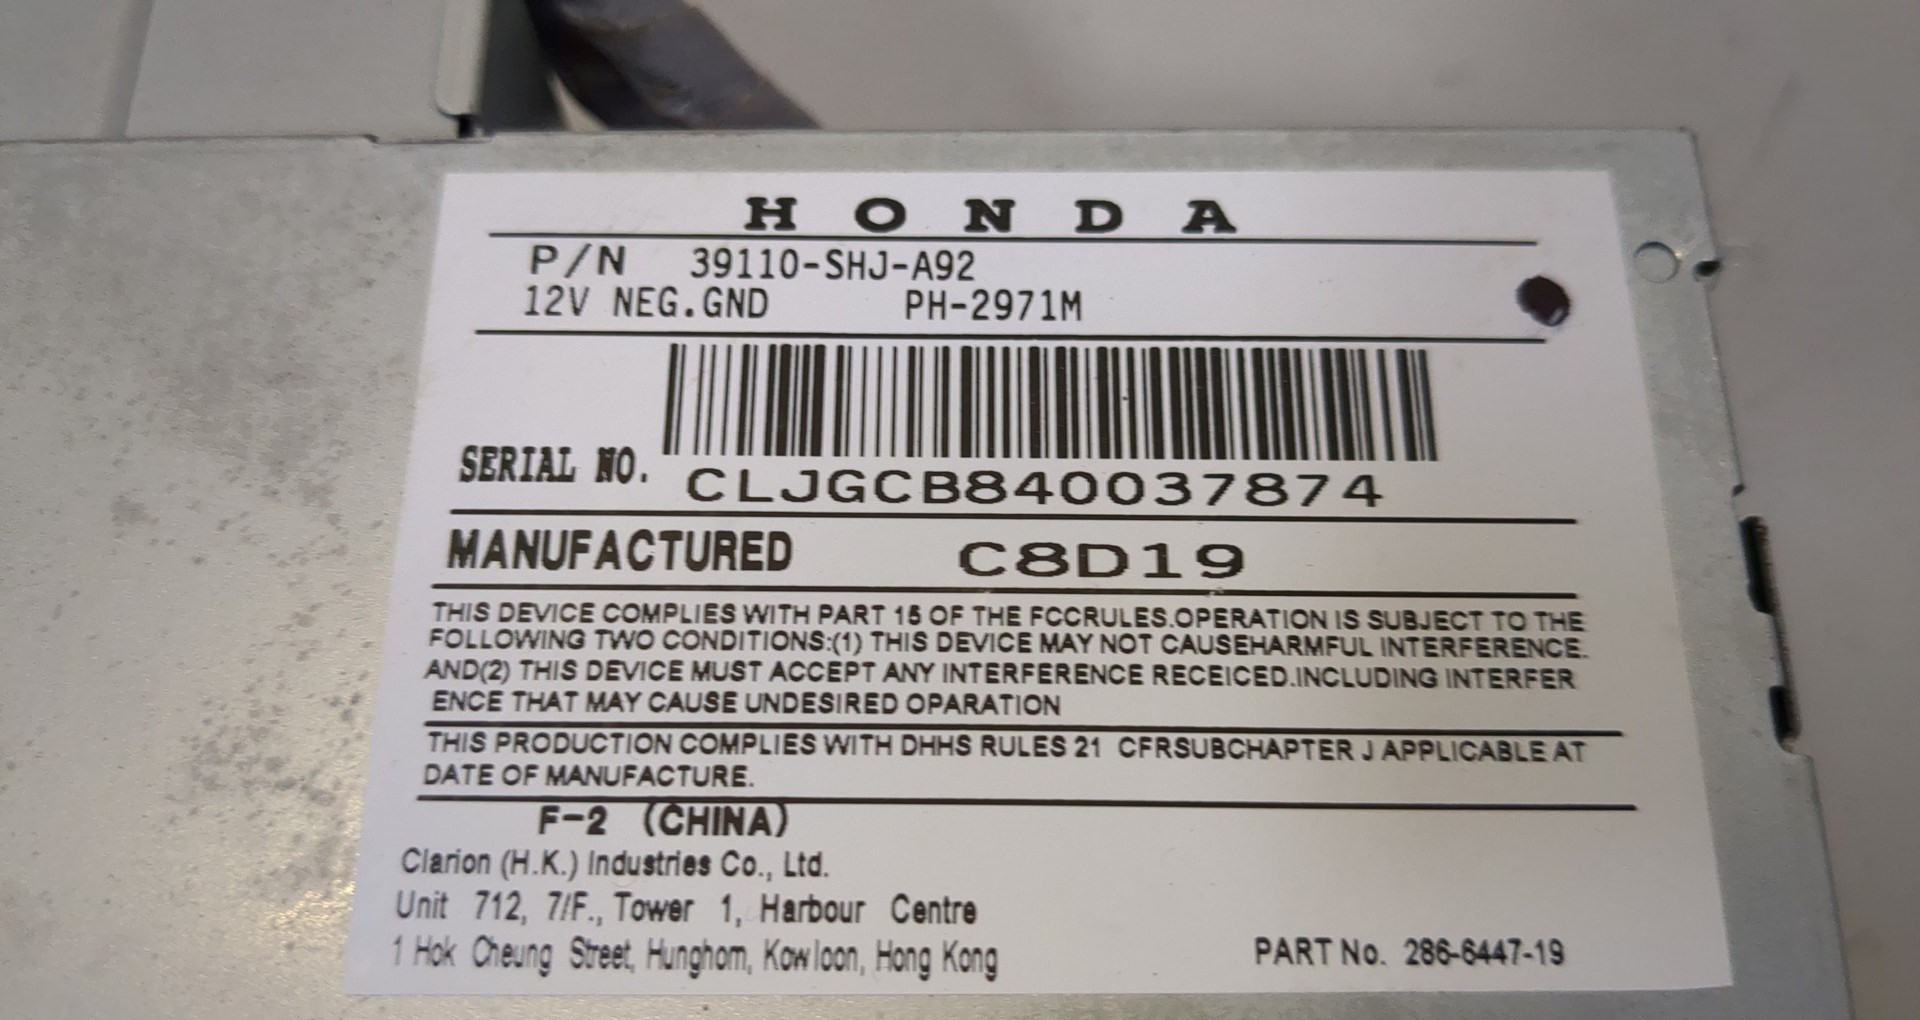 HONDA
P/N 39110-SHJ-A92
12V NEG.GND PH-2971M
SERIAL NO. CLJGCB840037874
MANUFACTURED C8D19
THIS DEVICE COMPLIES WITH PART 15 OF THE FCCRULES.OPERATION IS SUBJECT TO THE
FOLLOWING TWO CONDITIONS:(1) THIS DEVICE MAY NOT CAUSEHARMFUL INTERFERENCE.
AND(2) THIS DEVICE MUST ACCEPT ANY INTERFERENCE RECEICED.INCLUDING INTERFER
ENCE THAT MAY CAUSE UNDESIRED OPARATION
THIS PRODUCTION COMPLIES WITH DHHS RULES 21 CFRSUBCHAPTER J APPLICABLE AT
DATE OF MANUFACTURE.
F-2 (CHINA)
Clarion (H.K.) Industries Co., Ltd.
Unit 712, 7/F., Tower 1, Harbour Centre
1 Hok Cheung Street, Hunghom, Kowloon, Hong Kong
PART No. 286-6447-19